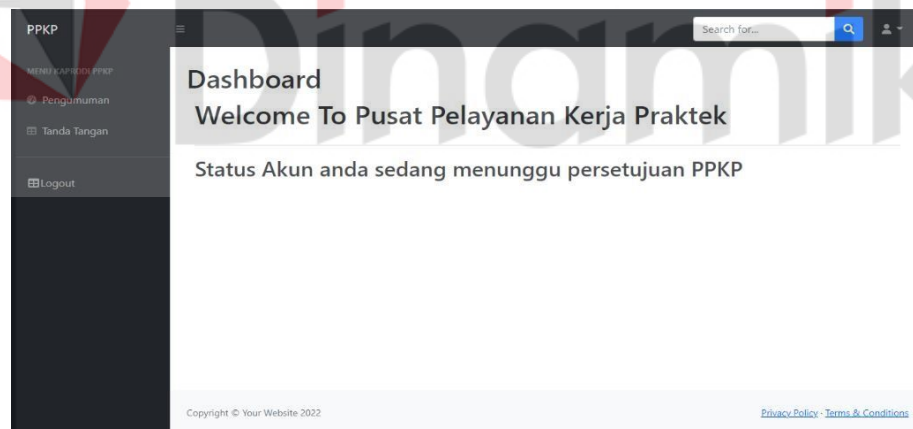 Dinamik
PPKP
Search for...
MENU KAPRODI PPKP
Pengumuman
Tanda Tangan
Logout
Dashboard
Welcome To Pusat Pelayanan Kerja Praktek
Status Akun anda sedang menunggu persetujuan PPKP
Copyright © Your Website 2022
Privacy Policy · Terms & Conditions